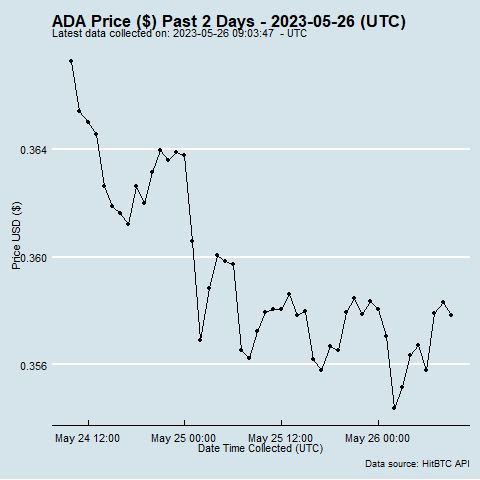 ADA Price ($) Past 2 Days - 2023-05-26 (UTC)
Latest data collected on: 2023-05-26 09:03:47 - UTC
0.364
0.360
0.356
Price USD ($)
May 24 12:00
May 25 00:00
May 25 12:00
May 26 00:00
Date Time Collected (UTC)
Data source: HitBTC API